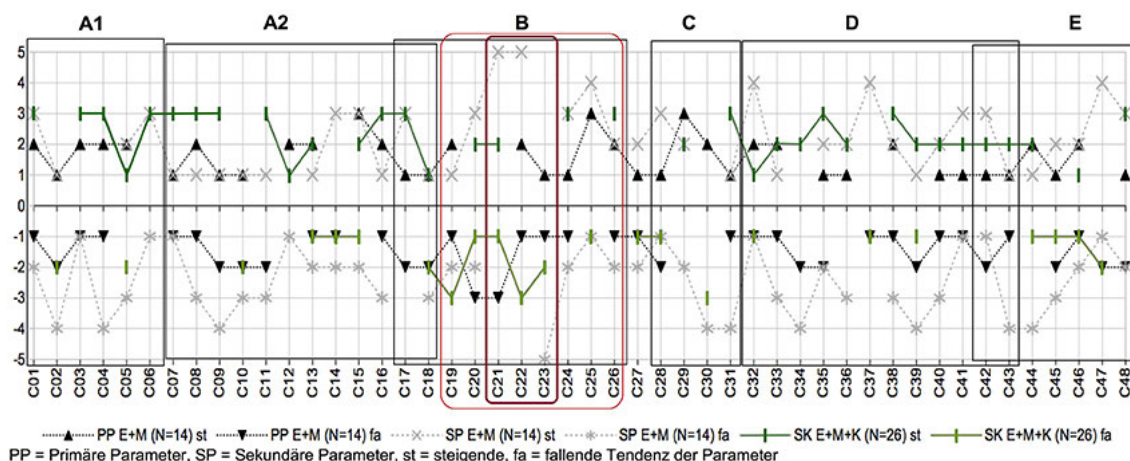 A1 A2 B C D E
5
4
3
2
1
0
-1
-2
-3
-4
-5
C01 C02 C03 C04 C05 C06 C07 C08 C09 C10 C11 C12 C13 C14 C15 C16 C17 C18 C19 C20 C21 C22 C23 C24 C25 C26 C27 C28 C29 C30 C31 C32 C33 C34 C35 C36 C37 C38 C39 C40 C41 C42 C43 C44 C45 C46 C47 C48
PP E+M (N=14) st PP E+M (N=14) fa SP E+M (N=14) st SP E+M (N=14) fa SK E+M+K (N=26) st SK E+M+K (N=26) fa
PP = Primäre Parameter, SP = Sekundäre Parameter, st = steigende, fa = fallende Tendenz der Parameter